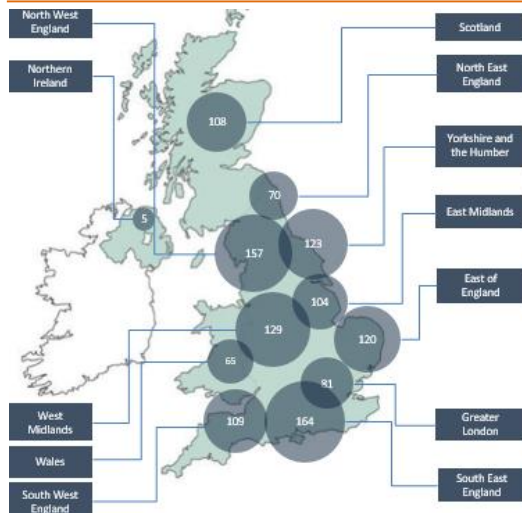 North West
England
Northern
Ireland
Scotland
North East
England
Yorkshire
and the
Humber
East Midlands
East of
England
Greater
London
South East
England
West
Midlands
Wales
South West
England
108
70
5
157
123
104
129
120
65
81
109
164